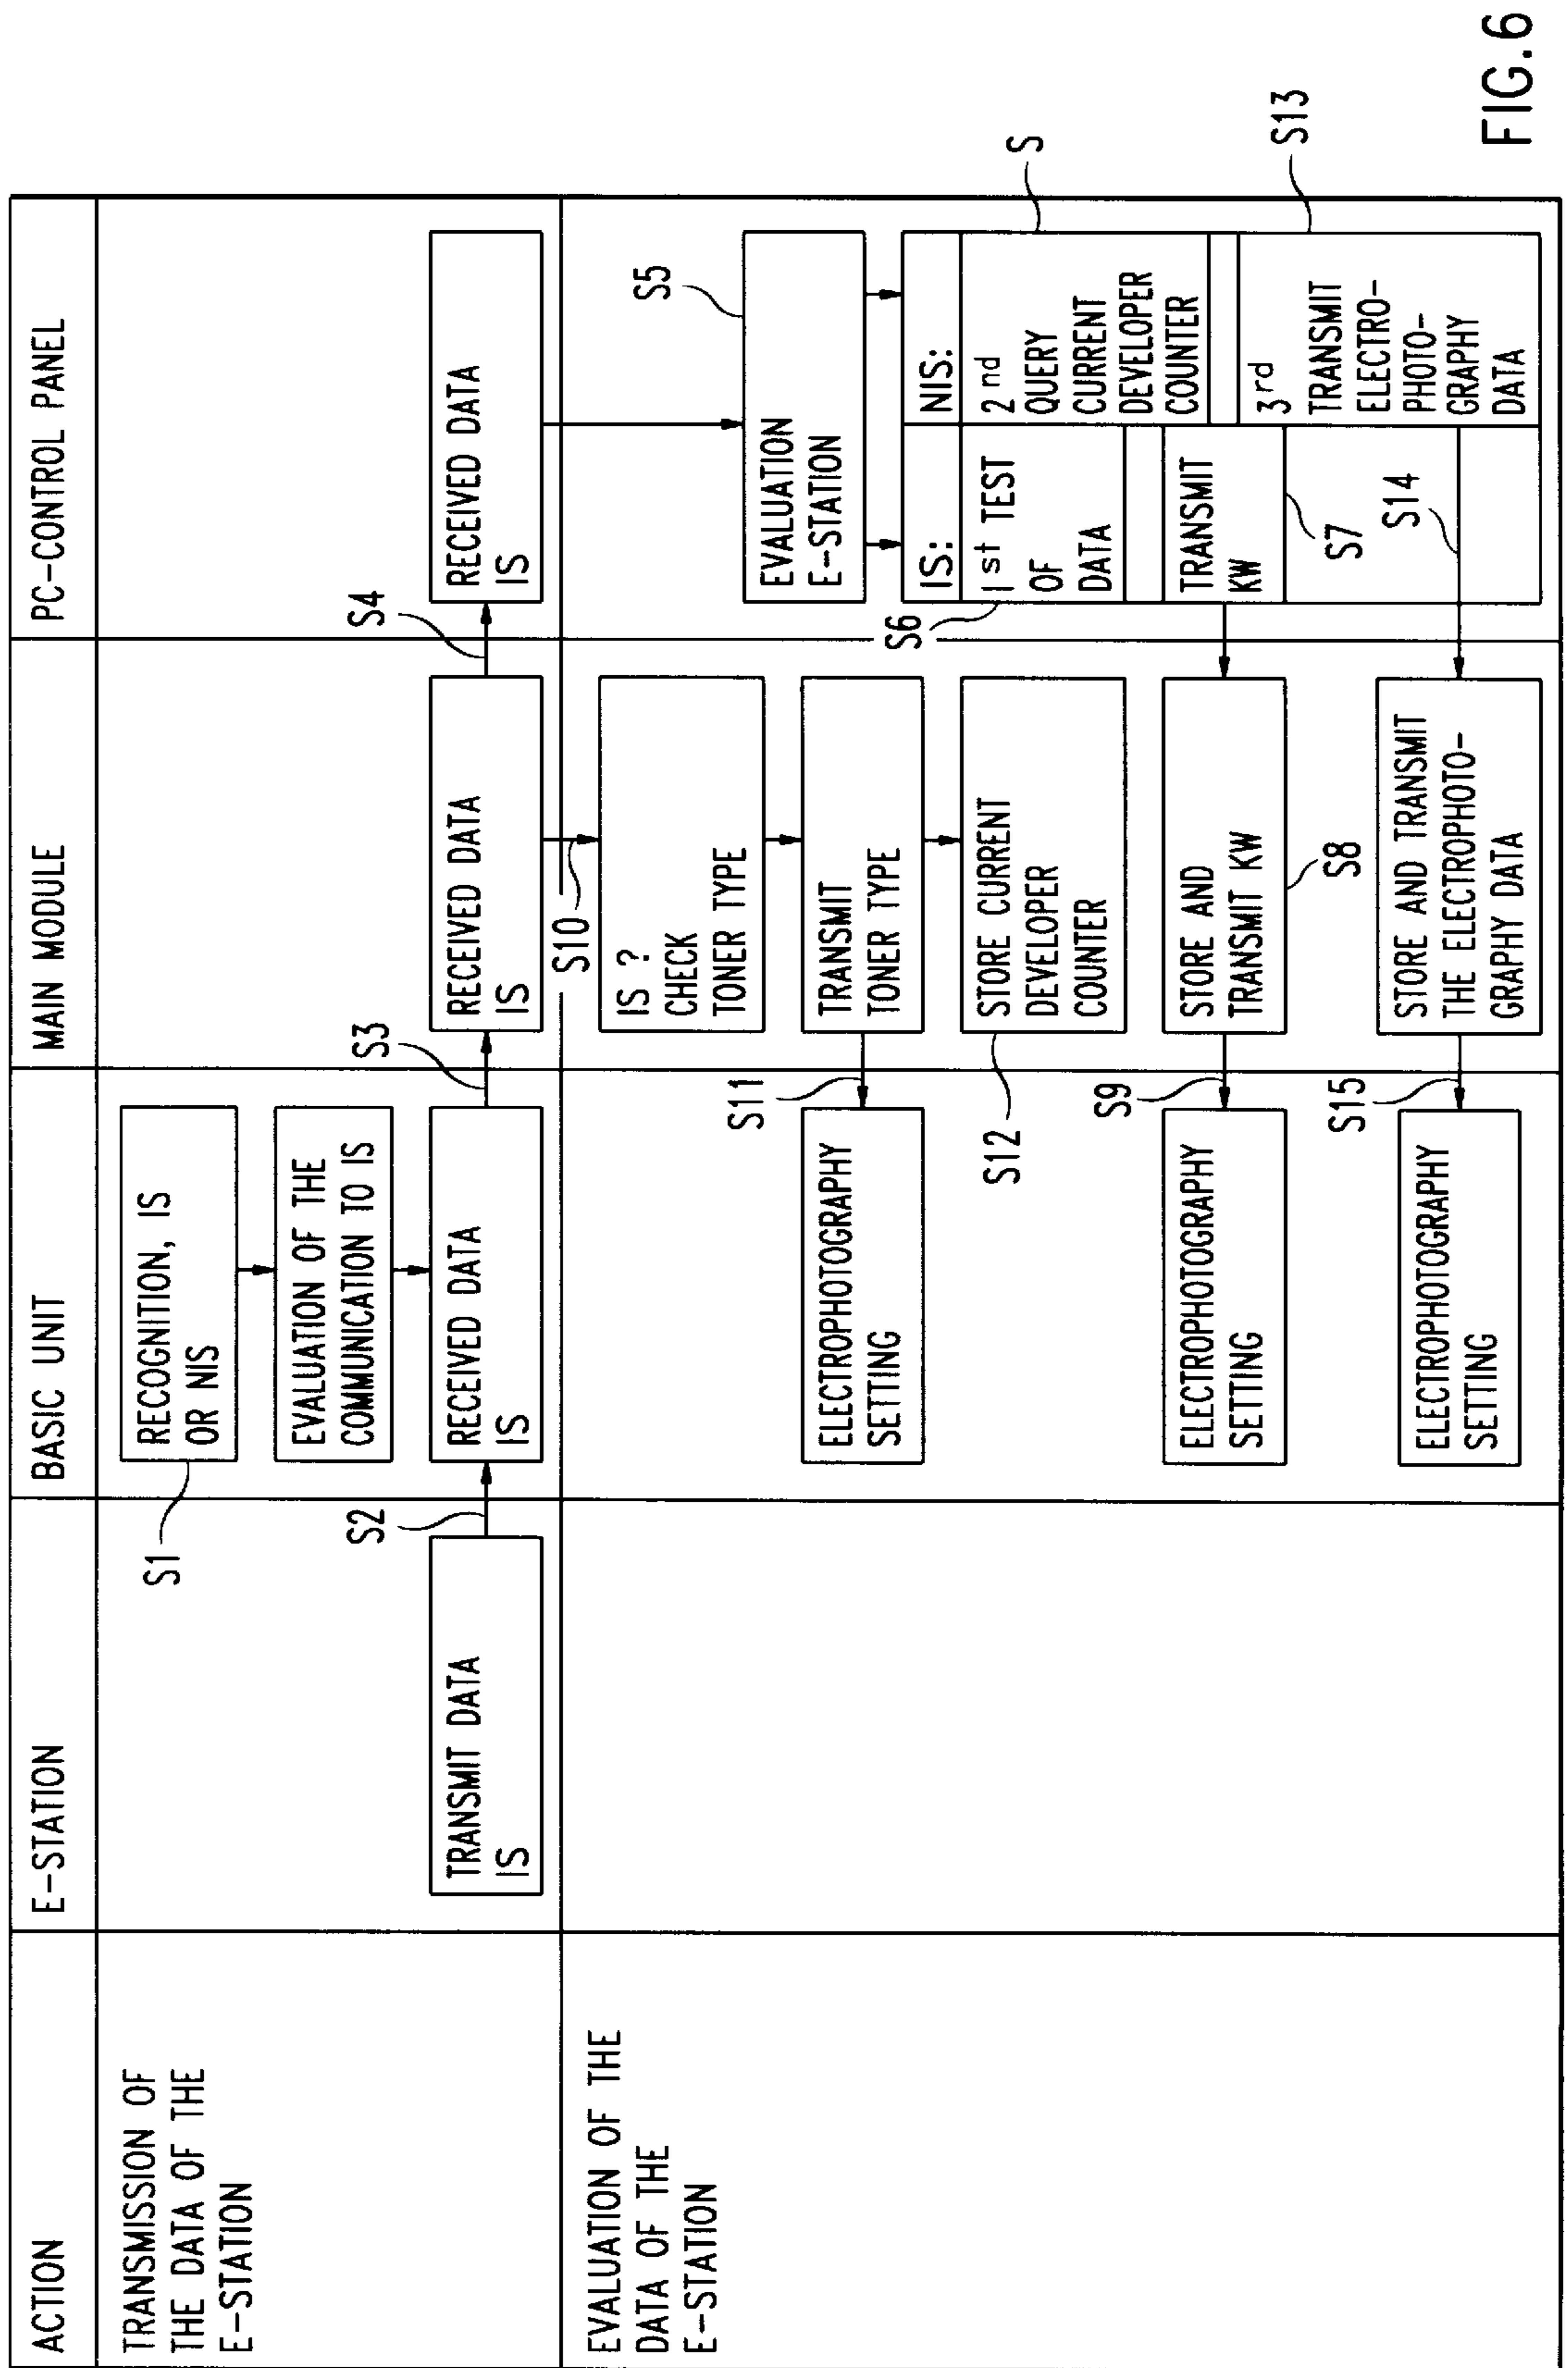 ACTION
E-STATION
BASIC UNIT
MAIN MODULE
PC-CONTROL PANEL
TRANSMISSION OF
THE DATA OF THE
E-STATION
TRANSMIT DATA
IS
S2
S1
RECOGNITION, IS
OR NIS
EVALUATION OF THE
COMMUNICATION TO IS
RECEIVED DATA
IS
S3
RECEIVED DATA
IS
S4
RECEIVED DATA
IS
EVALUATION OF THE
DATA OF THE
E-STATION
S10
IS ?
CHECK
TONER TYPE
S5
EVALUATION
E-STATION
ELECTROPHOTOGRAPHY
SETTING
S11
TRANSMIT
TONER TYPE
S12
STORE CURRENT
DEVELOPER
COUNTER
S6
IS:
1st TEST
OF
DATA
NIS:
2nd
QUERY
CURRENT
DEVELOPER
COUNTER
S
ELECTROPHOTOGRAPHY
SETTING
S9
STORE AND
TRANSMIT KW
S8
TRANSMIT
KW
S7
3rd
TRANSMIT
ELECTRO-
PHOTO-
GRAPHY
DATA
S13
ELECTROPHOTOGRAPHY
SETTING
S15
STORE AND TRANSMIT
THE ELECTROPHOTO-
GRAPHY DATA
S14
FIG.6